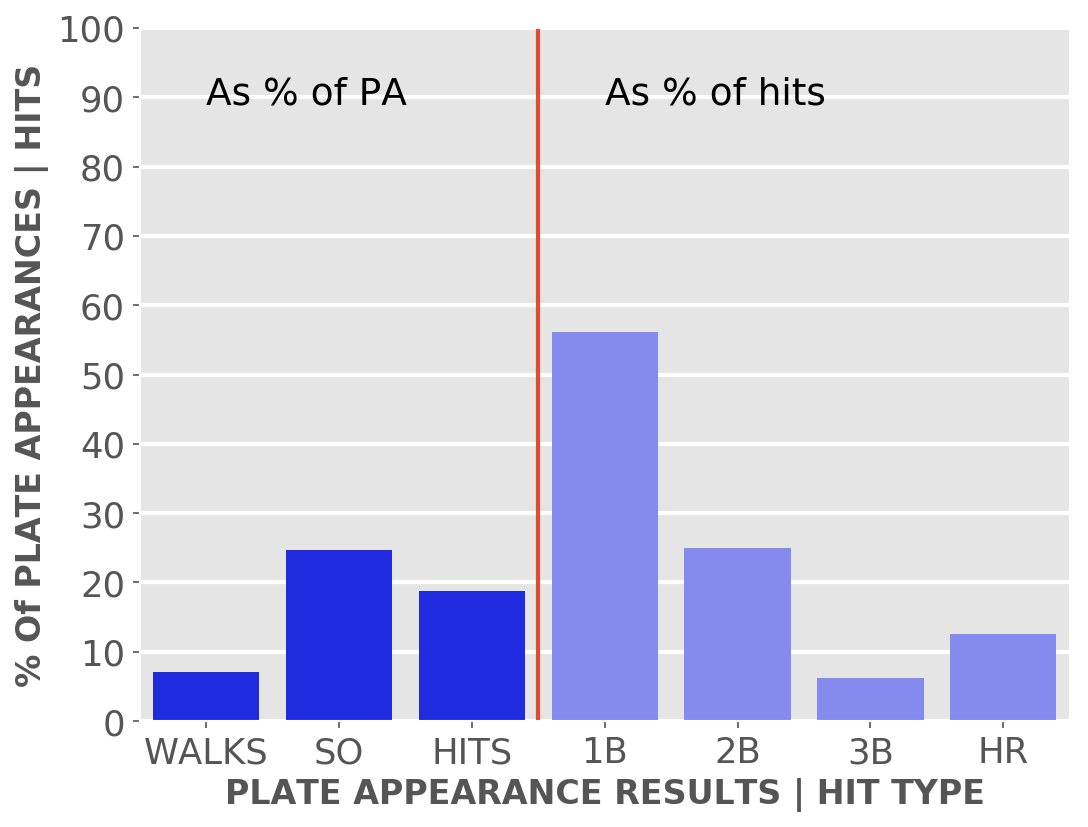 100
90
80
70
60
50
40
30
20
10
0
% Of PLATE APPEARANCES | HITS
As % of PA
As % of hits
WALKS SO HITS 1B 2B 3B HR
PLATE APPEARANCE RESULTS | HIT TYPE